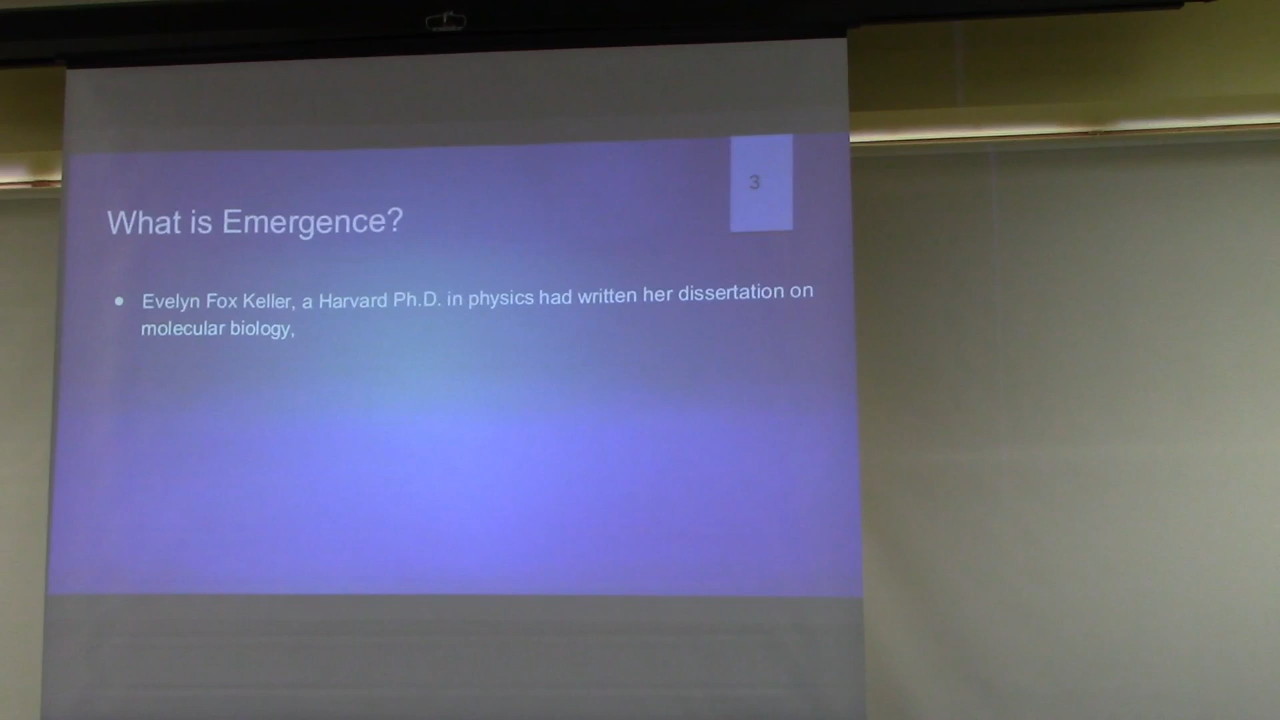 3
What is Emergence?
• Evelyn Fox Keller, a Harvard Ph.D. in physics had written her dissertation on
molecular biology,